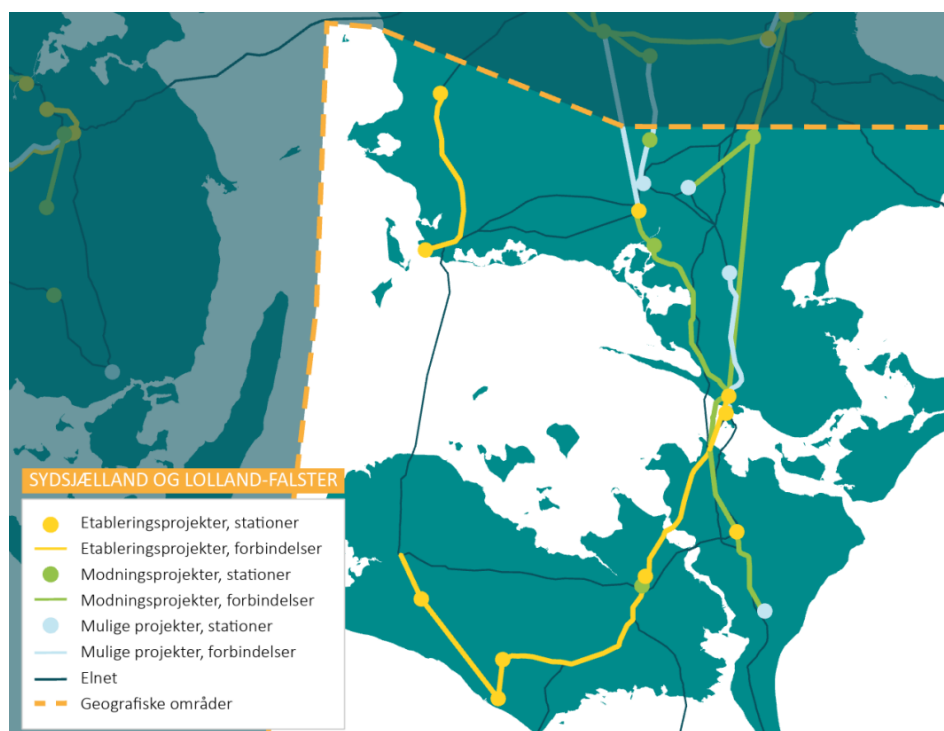 SYDSJÆLLAND OG LOLLAND-FALSTER
Etableringsprojekter, stationer
Etableringsprojekter, forbindelser
Modningsprojekter, stationer
Modningsprojekter, forbindelser
Mulige projekter, stationer
Mulige projekter, forbindelser
Elnet
Geografiske områder